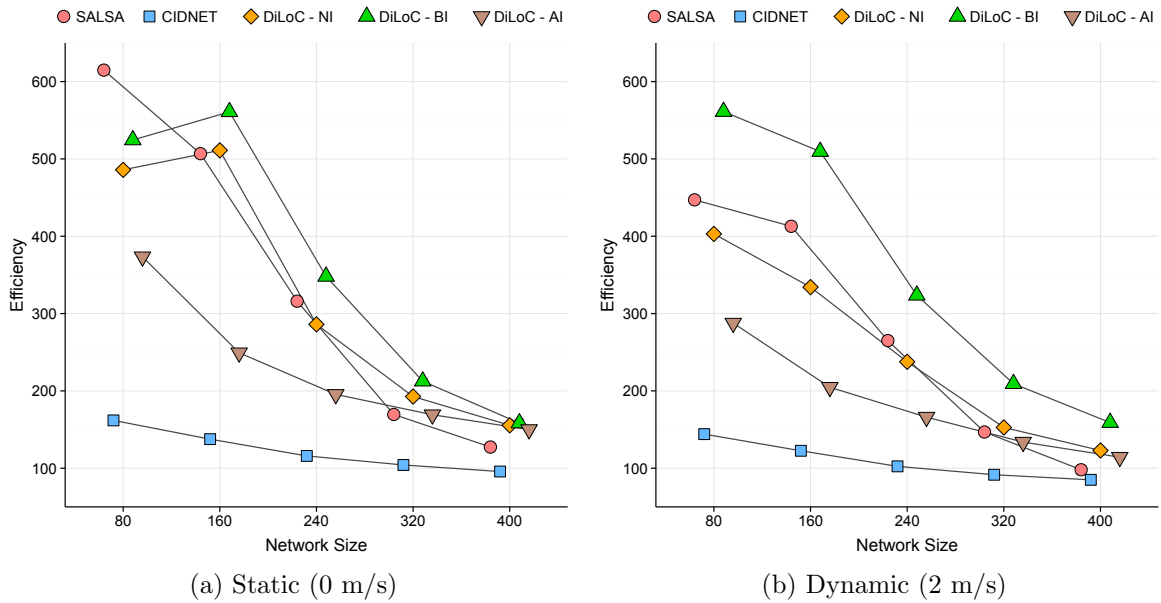 SALSA CIDNET DiLoC - NI DiLoC - BI DiLoC - AI
600
500
400
300
200
100
Efficiency
80 160 240 320 400
Network Size
(a) Static (0 m/s)
SALSA CIDNET DiLoC - NI DiLoC - BI DiLoC - AI
600
500
400
300
200
100
Efficiency
80 160 240 320 400
Network Size
(b) Dynamic (2 m/s)